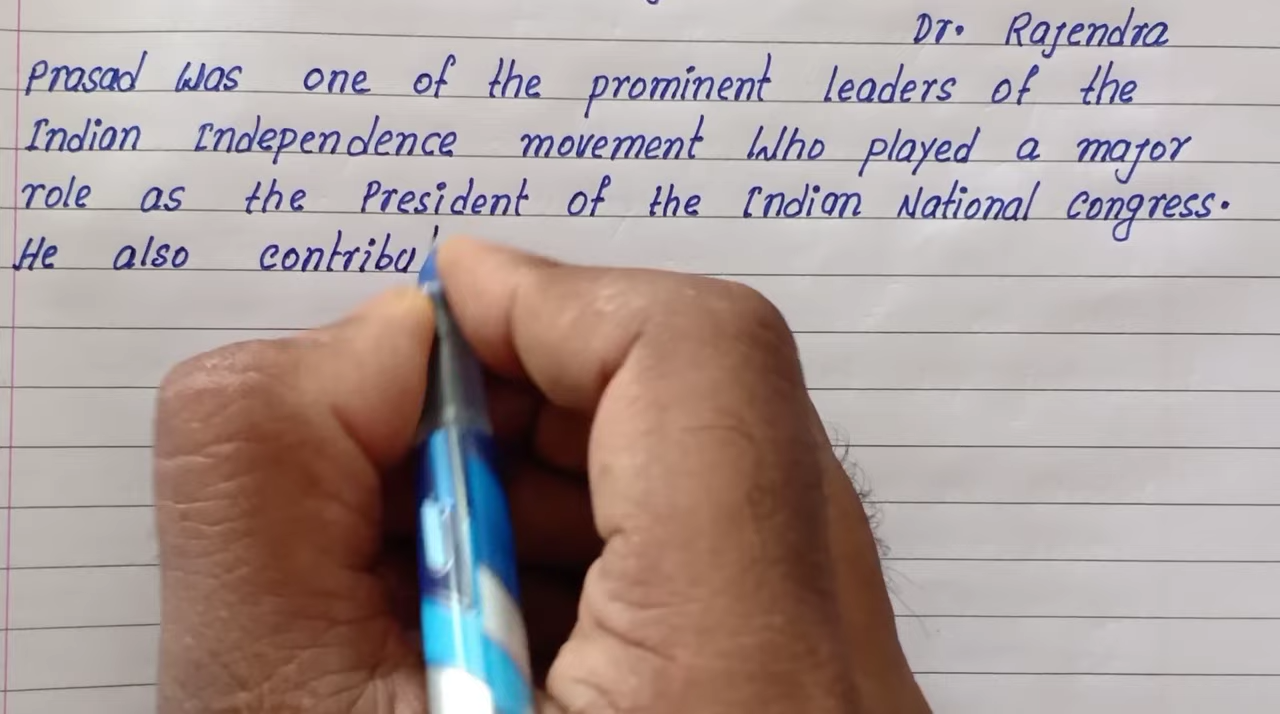 Dr. Rajendra
Prasad was one of the prominent leaders of the
Indian Independence movement Who played a major
role as the President of the Indian National Congress.
He also contribu